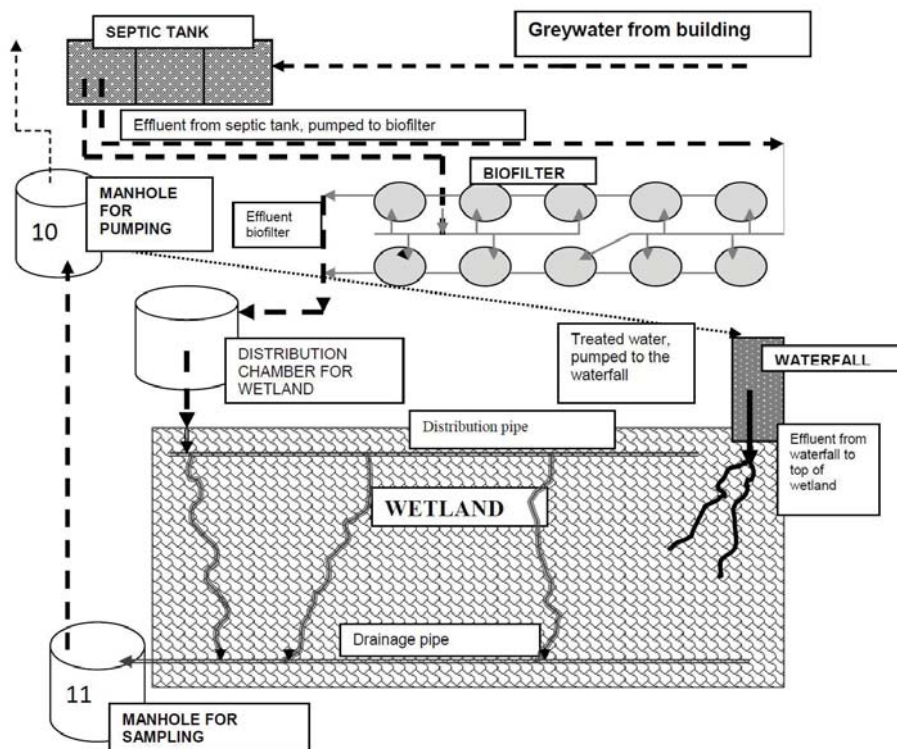 SEPTIC TANK
Greywater from building
Effluent from septic tank, pumped to biofilter
BIOFILTER
MANHOLE
FOR
PUMPING
10
Effluent
biofilter
DISTRIBUTION
CHAMBER FOR
WETLAND
Treated water,
pumped to the
waterfall
WATERFALL
Distribution pipe
Effluent from
waterfall to
top of
wetland
WETLAND
Drainage pipe
11
MANHOLE FOR
SAMPLING